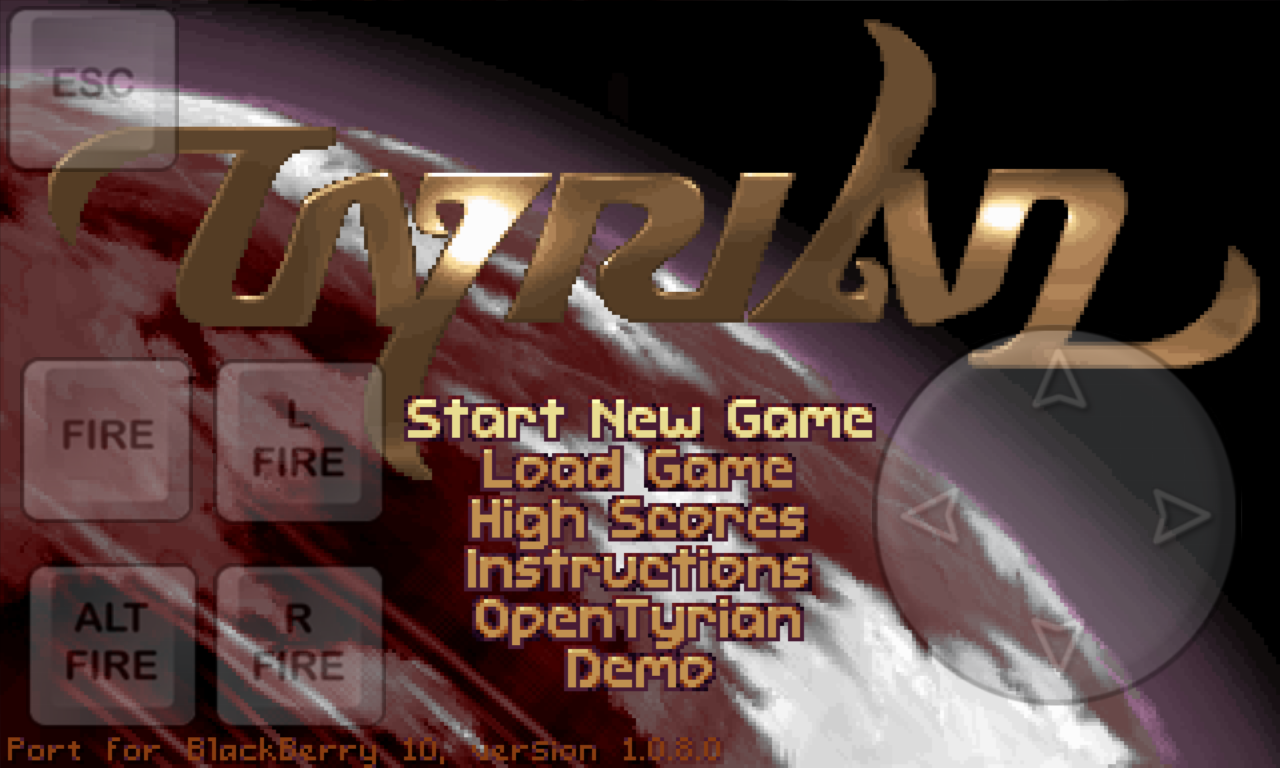 ESC
TYRIAN
FIRE
L
FIRE
Start New Game
Load Game
High Scores
Instructions
OpenTyrian
Demo
ALT
FIRE
R
FIRE
Port for BlackBerry 10, version 1.0.8.0